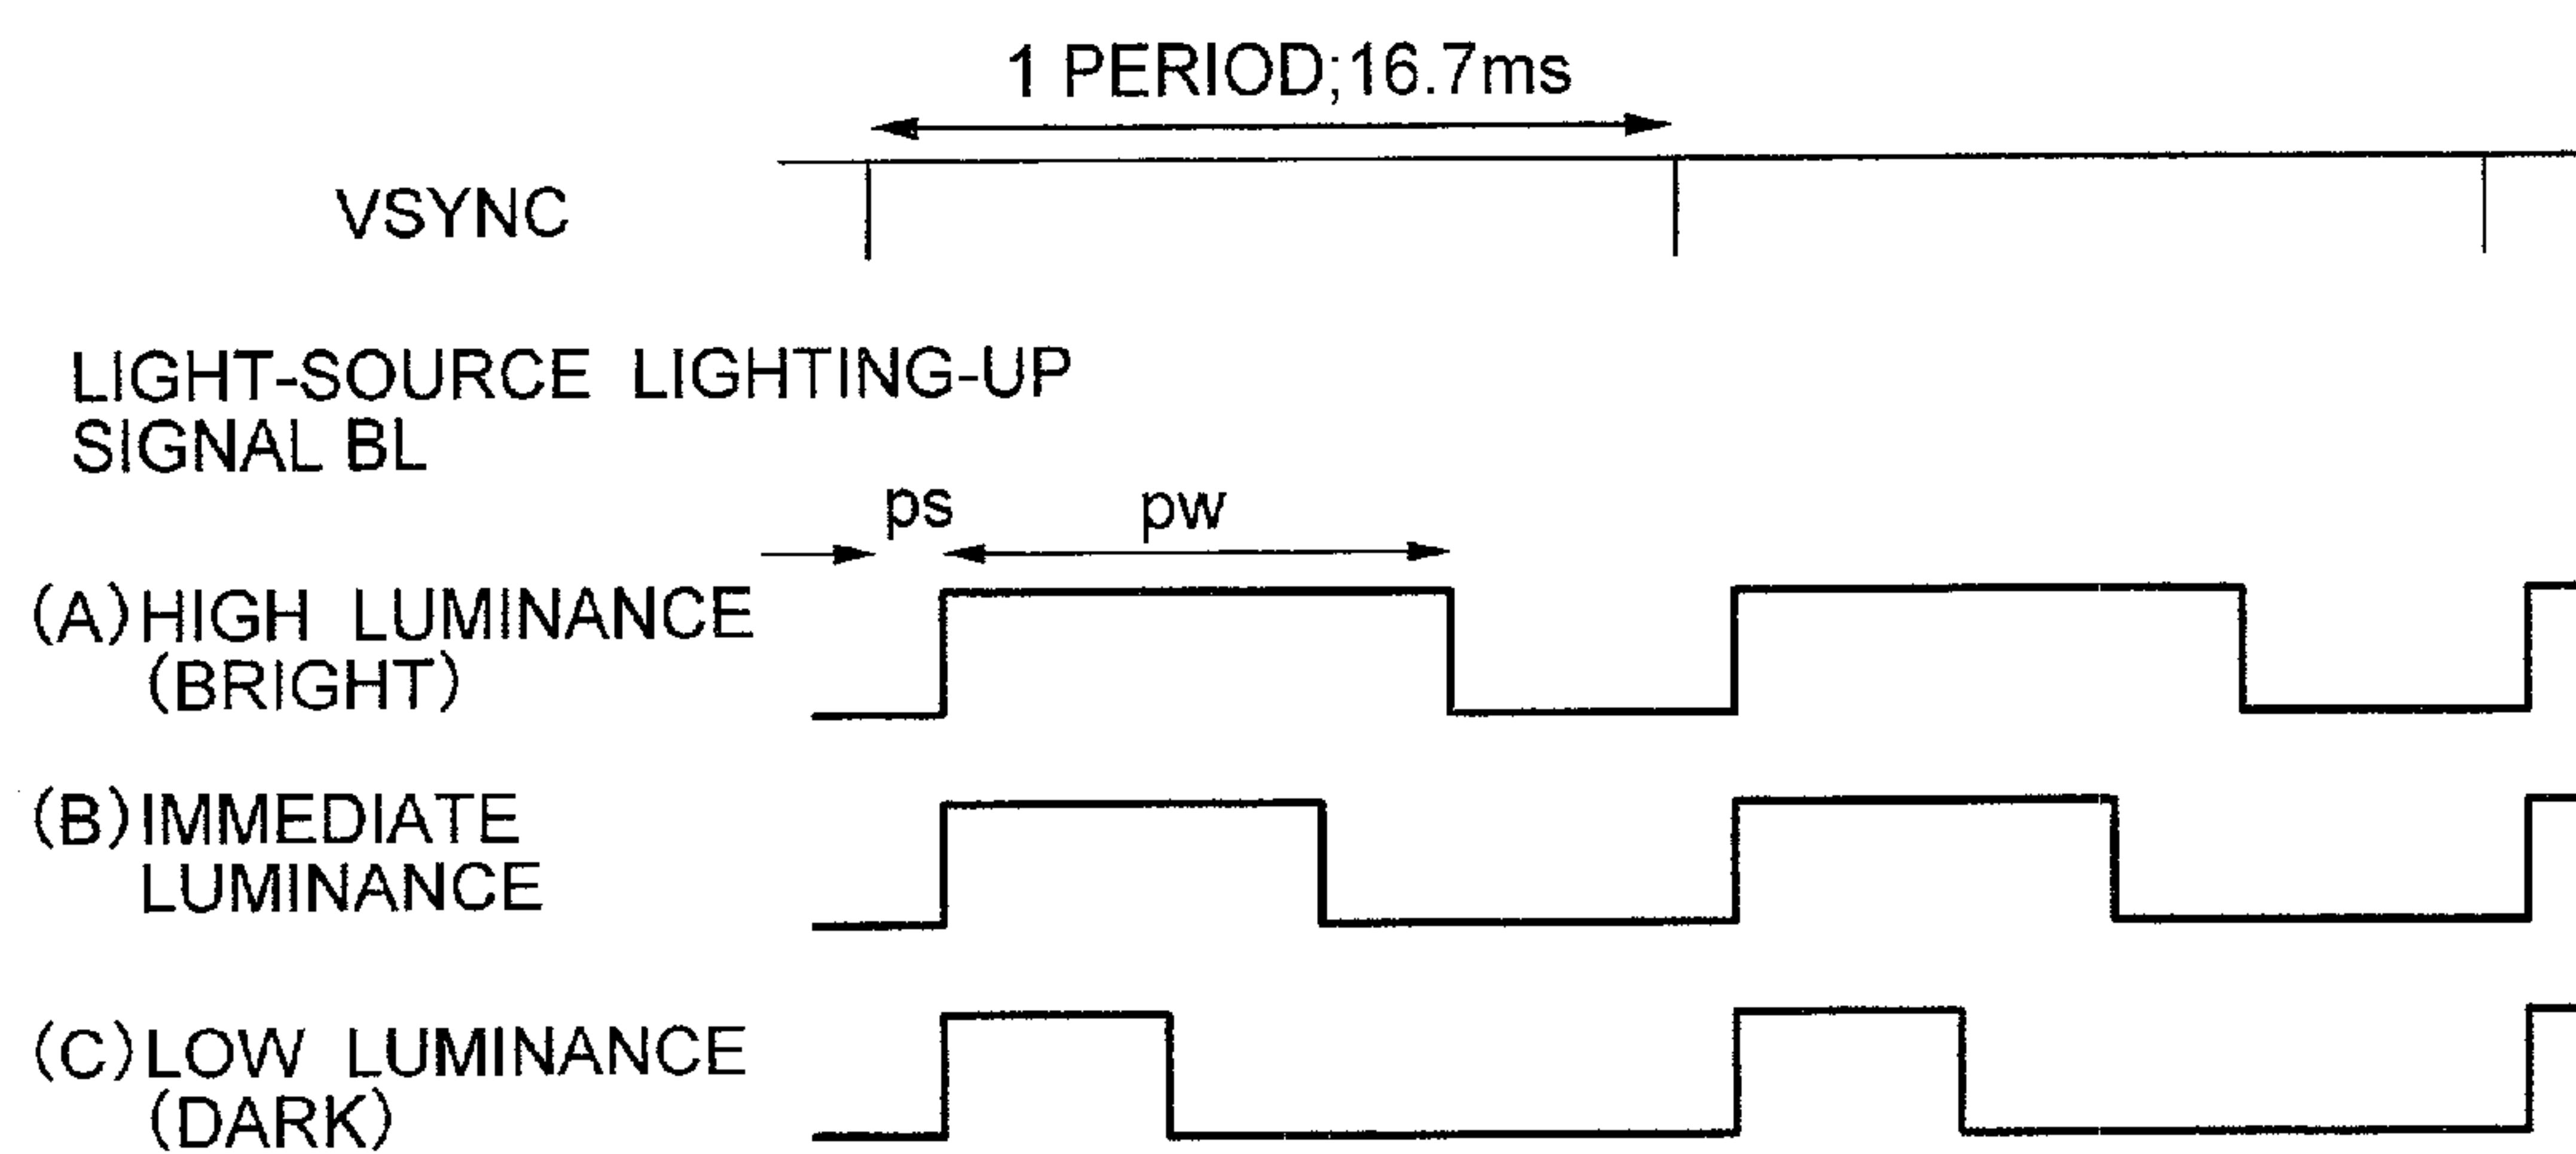 1 PERIOD;16.7ms
VSYNC
LIGHT-SOURCE LIGHTING-UP
SIGNAL BL
ps
pw
(A) HIGH LUMINANCE
(BRIGHT)
(B) IMMEDIATE
LUMINANCE
(C) LOW LUMINANCE
(DARK)